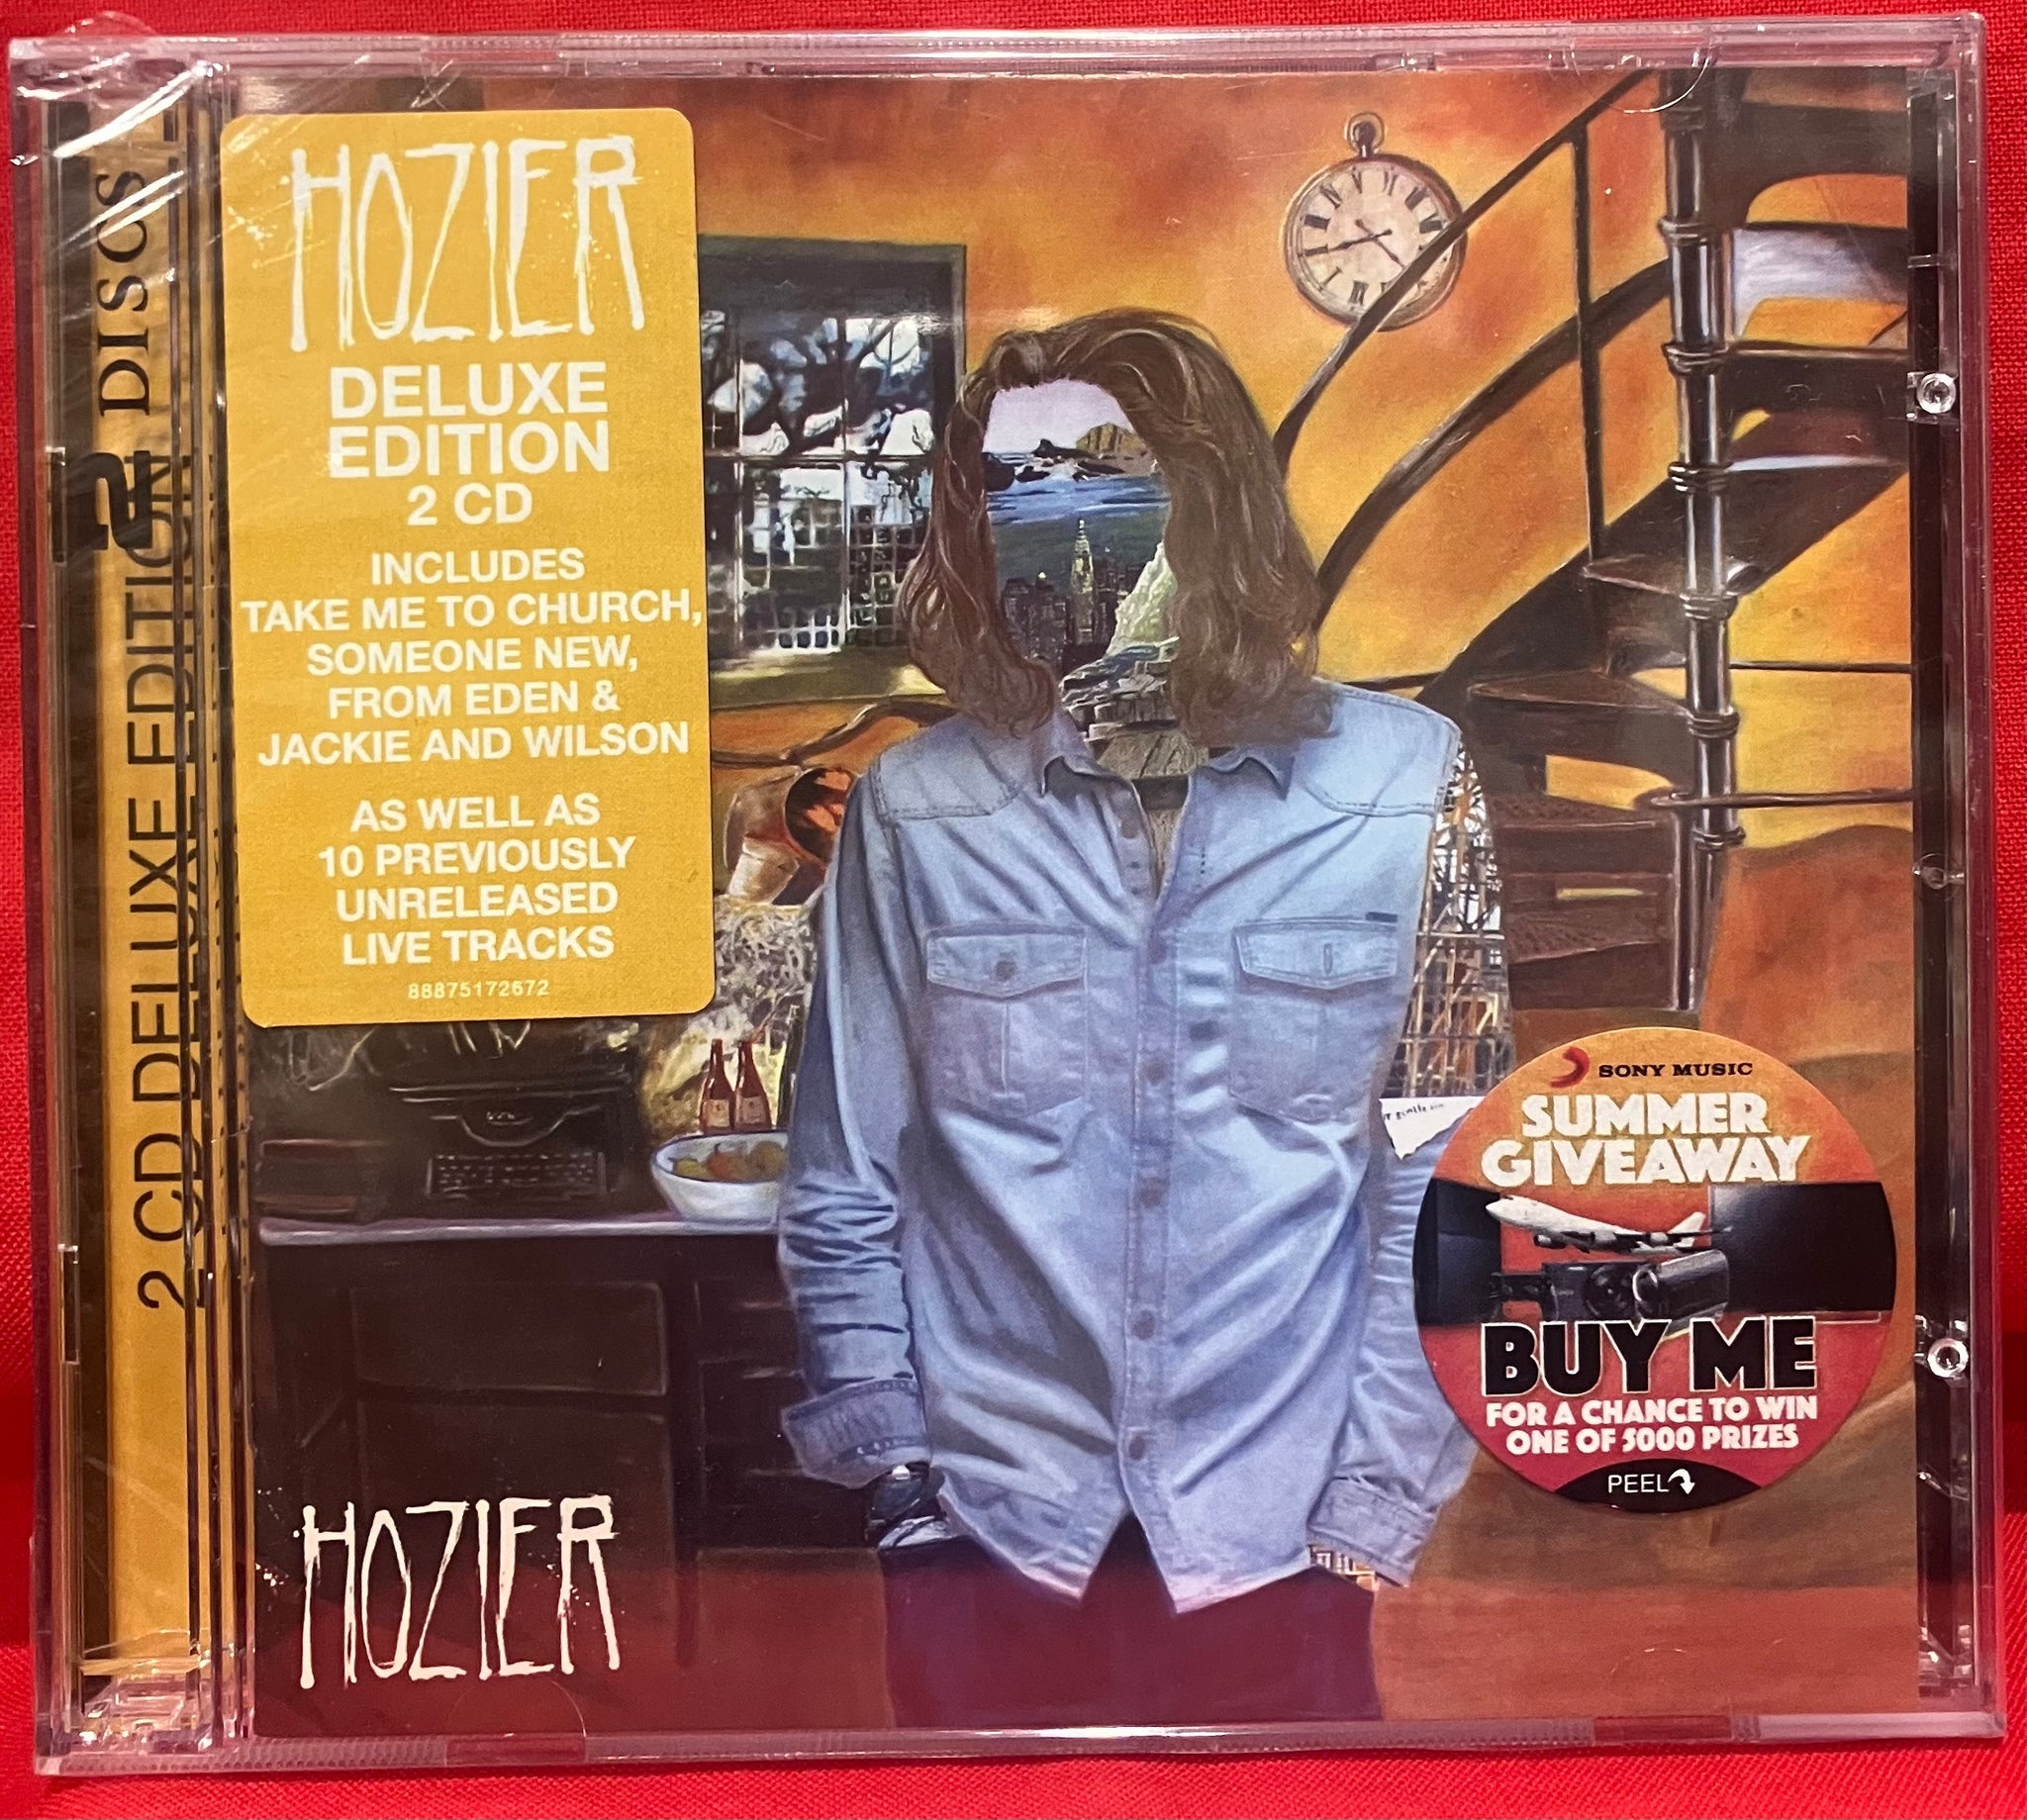 2 DISCS
2 CD DELUXE EDITION
HOZIER
DELUXE
EDITION
2 CD
INCLUDES
TAKE ME TO CHURCH,
SOMEONE NEW,
FROM EDEN &
JACKIE AND WILSON
AS WELL AS
10 PREVIOUSLY
UNRELEASED
LIVE TRACKS
88875172672
SONY MUSIC
SUMMER
GIVEAWAY
BUY ME
FOR A CHANCE TO WIN
ONE OF 5000 PRIZES
PEEL
HOZIER